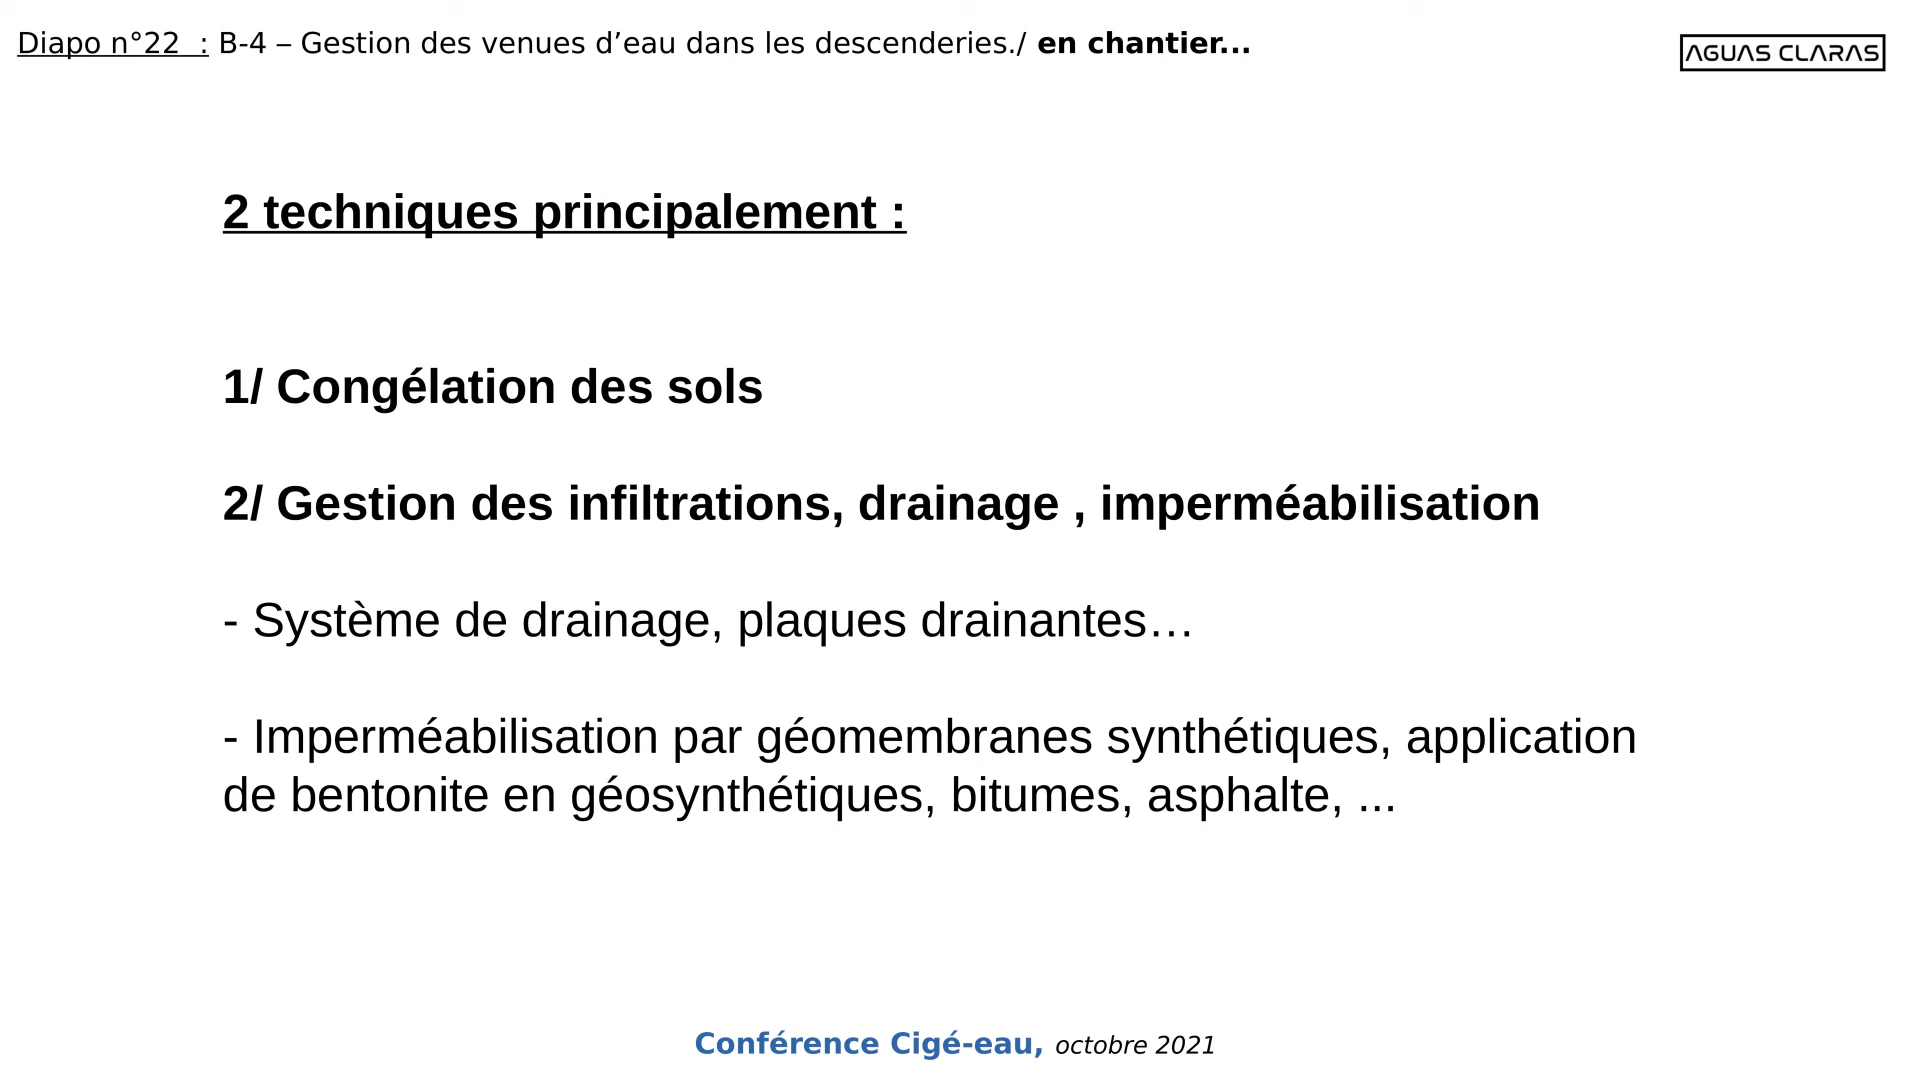 Diapo n°22 : B-4 – Gestion des venues d’eau dans les descenderies./ en chantier...
AGUAS CLARAS
2 techniques principalement :
1/ Congélation des sols
2/ Gestion des infiltrations, drainage , imperméabilisation
- Système de drainage, plaques drainantes…
- Imperméabilisation par géomembranes synthétiques, application
de bentonite en géosynthétiques, bitumes, asphalte, ...
Conférence Cigé-eau, octobre 2021